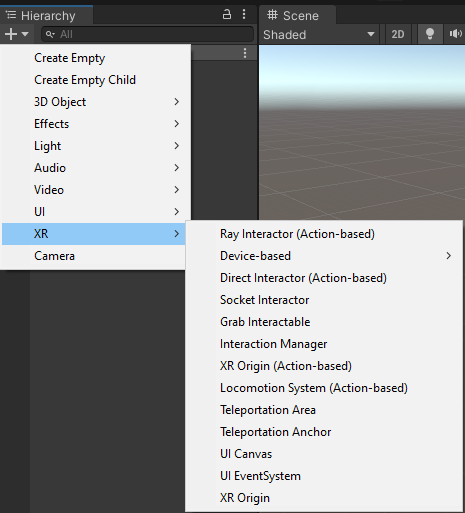 Hierarchy
All
Create Empty
Create Empty Child
3D Object
Effects
Light
Audio
Video
UI
XR
Camera
Scene
Shaded
2D
Ray Interactor (Action-based)
Device-based
Direct Interactor (Action-based)
Socket Interactor
Grab Interactable
Interaction Manager
XR Origin (Action-based)
Locomotion System (Action-based)
Teleportation Area
Teleportation Anchor
UI Canvas
UI EventSystem
XR Origin